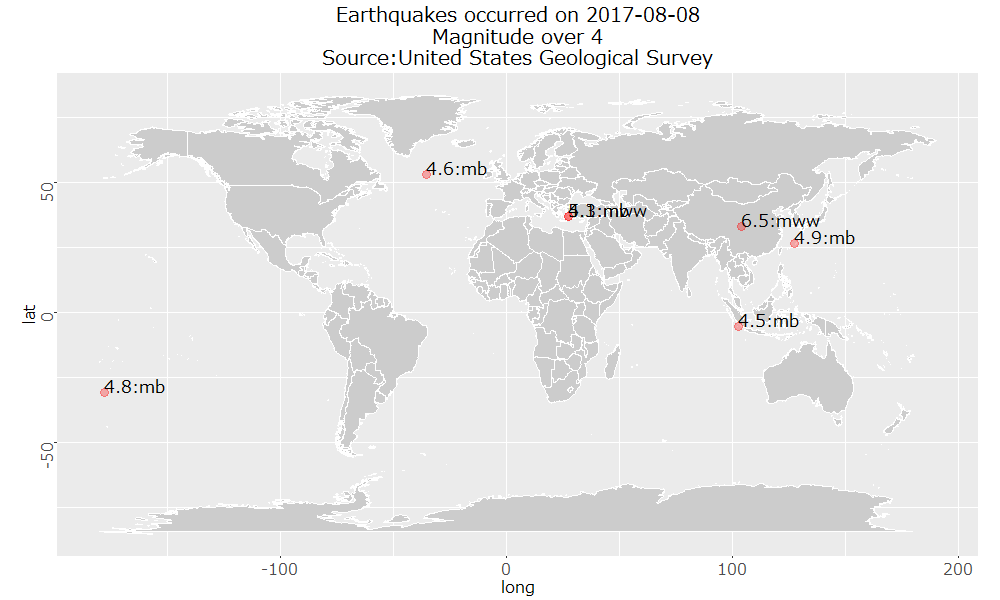 Earthquakes occurred on 2017-08-08
Magnitude over 4
Source:United States Geological Survey
4.6:mb
6.5:mww
4.9:mb
4.5:mb
4.8:mb
lat
50
0
-50
-100
0
100
200
long